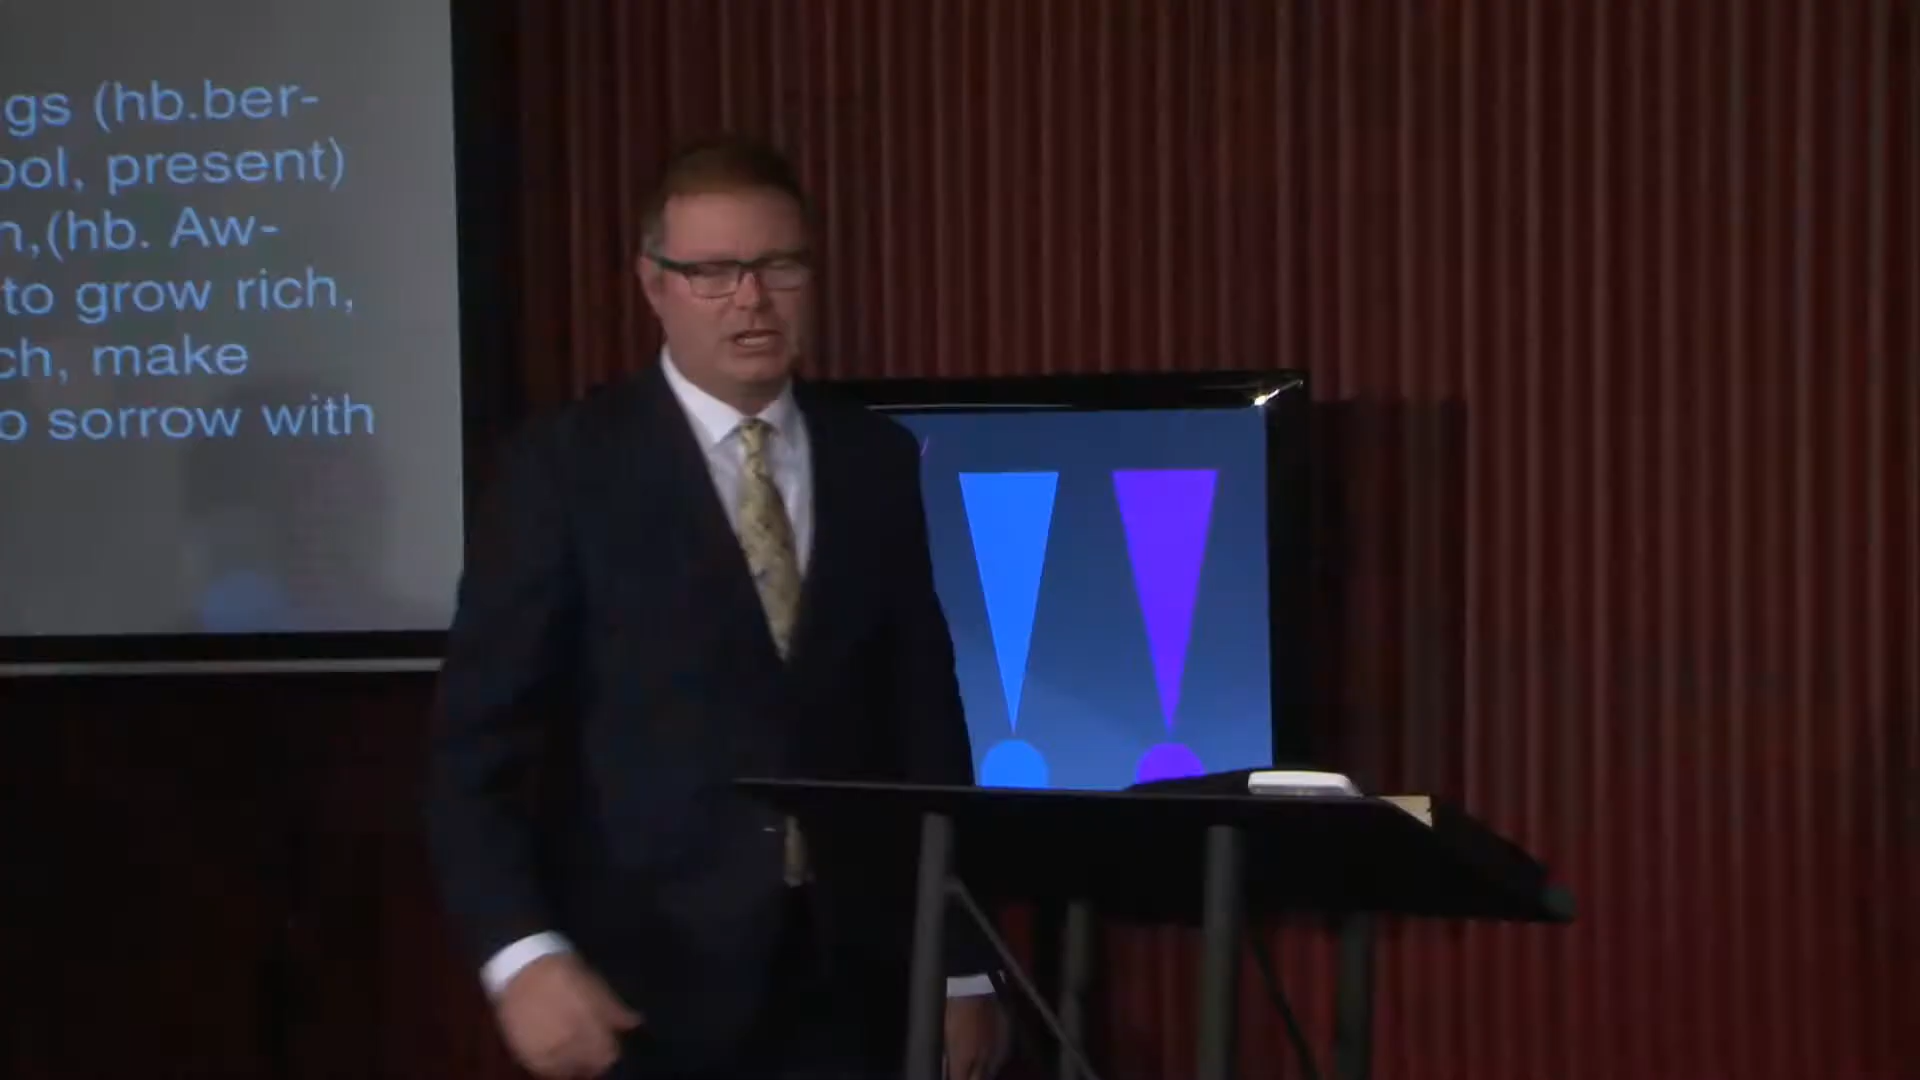 gs (hb.ber-
ool, present)
n,(hb. Aw-
to grow rich,
ch, make
o sorrow with
! !